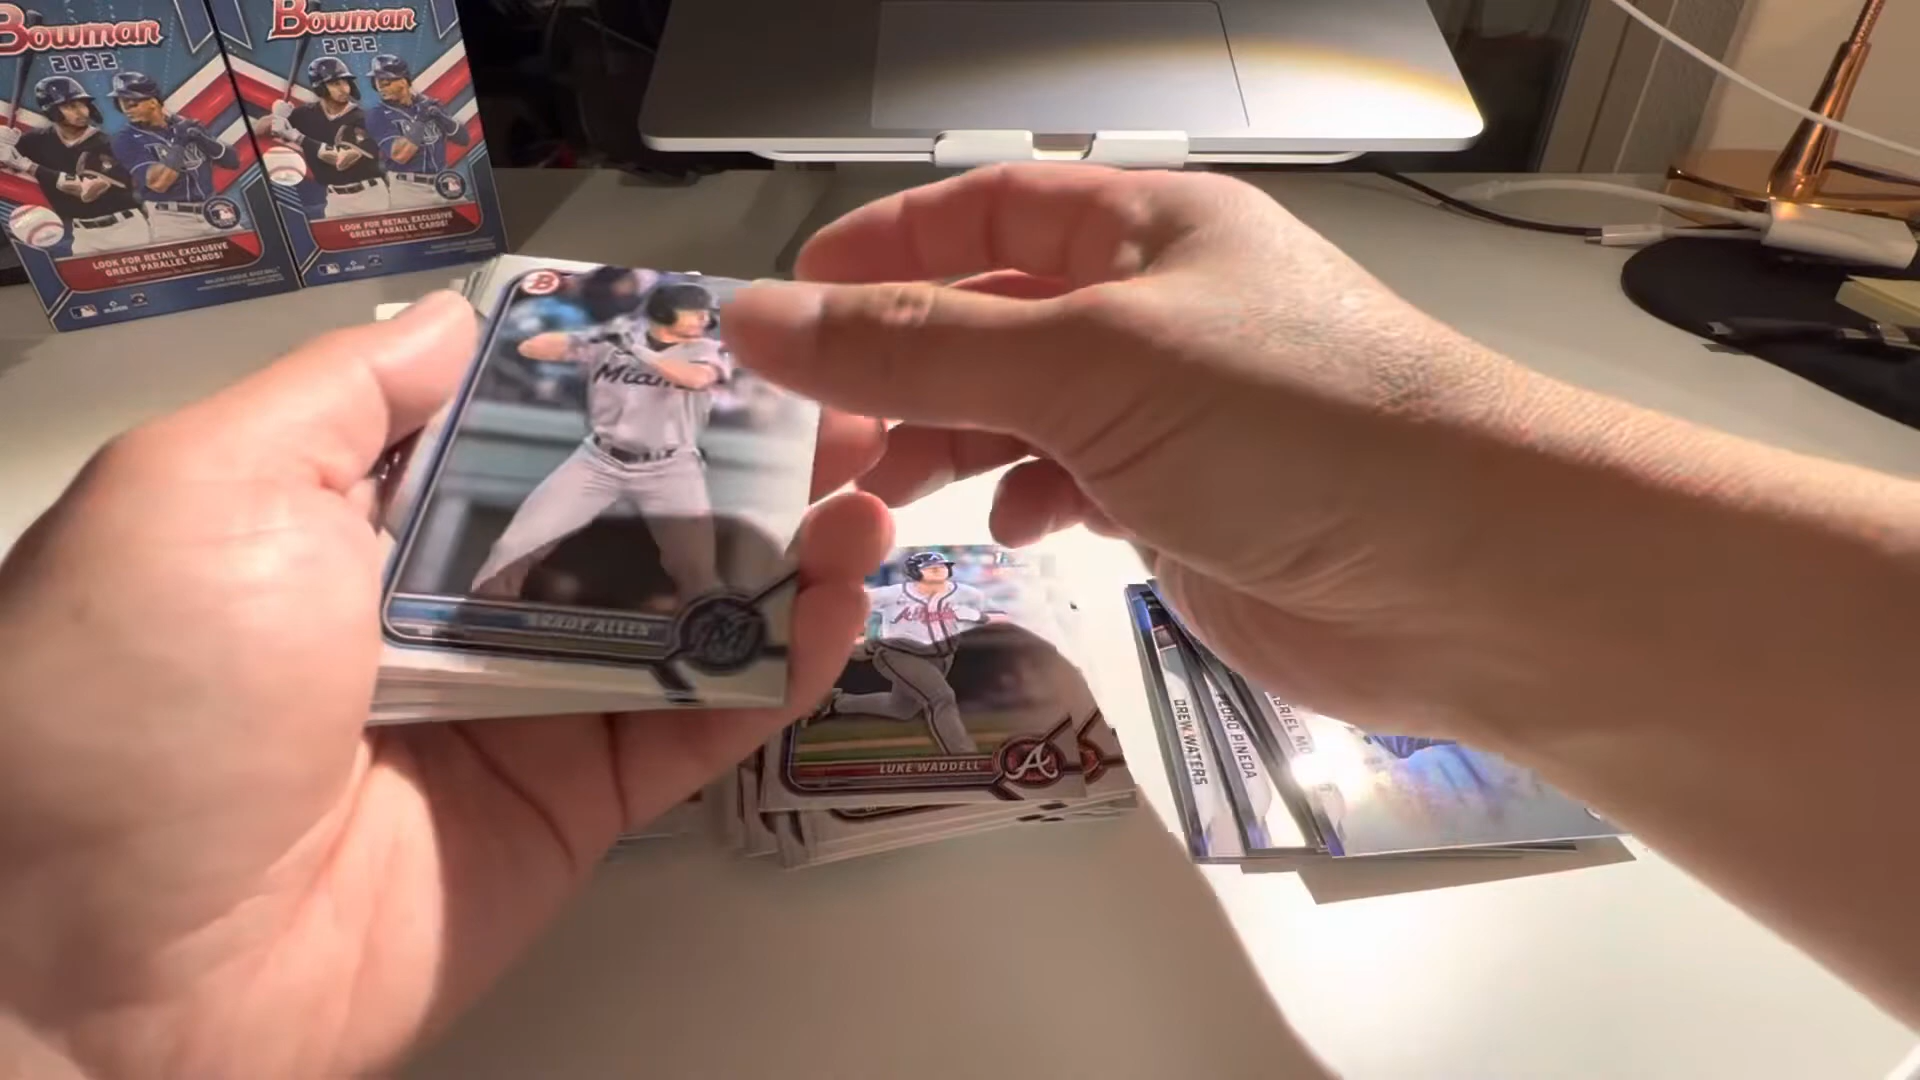 Bowman
2022
LOOK FOR RETAIL EXCLUSIVE
GREEN PARALLEL CARDS!
Bowman
2022
LOOK FOR RETAIL EXCLUSIVE
GREEN PARALLEL CARDS!
B
Miami
BRADY ALLEN
M
LUKE WADDELL
A
DREW WATERS
PEDRO PINEDA